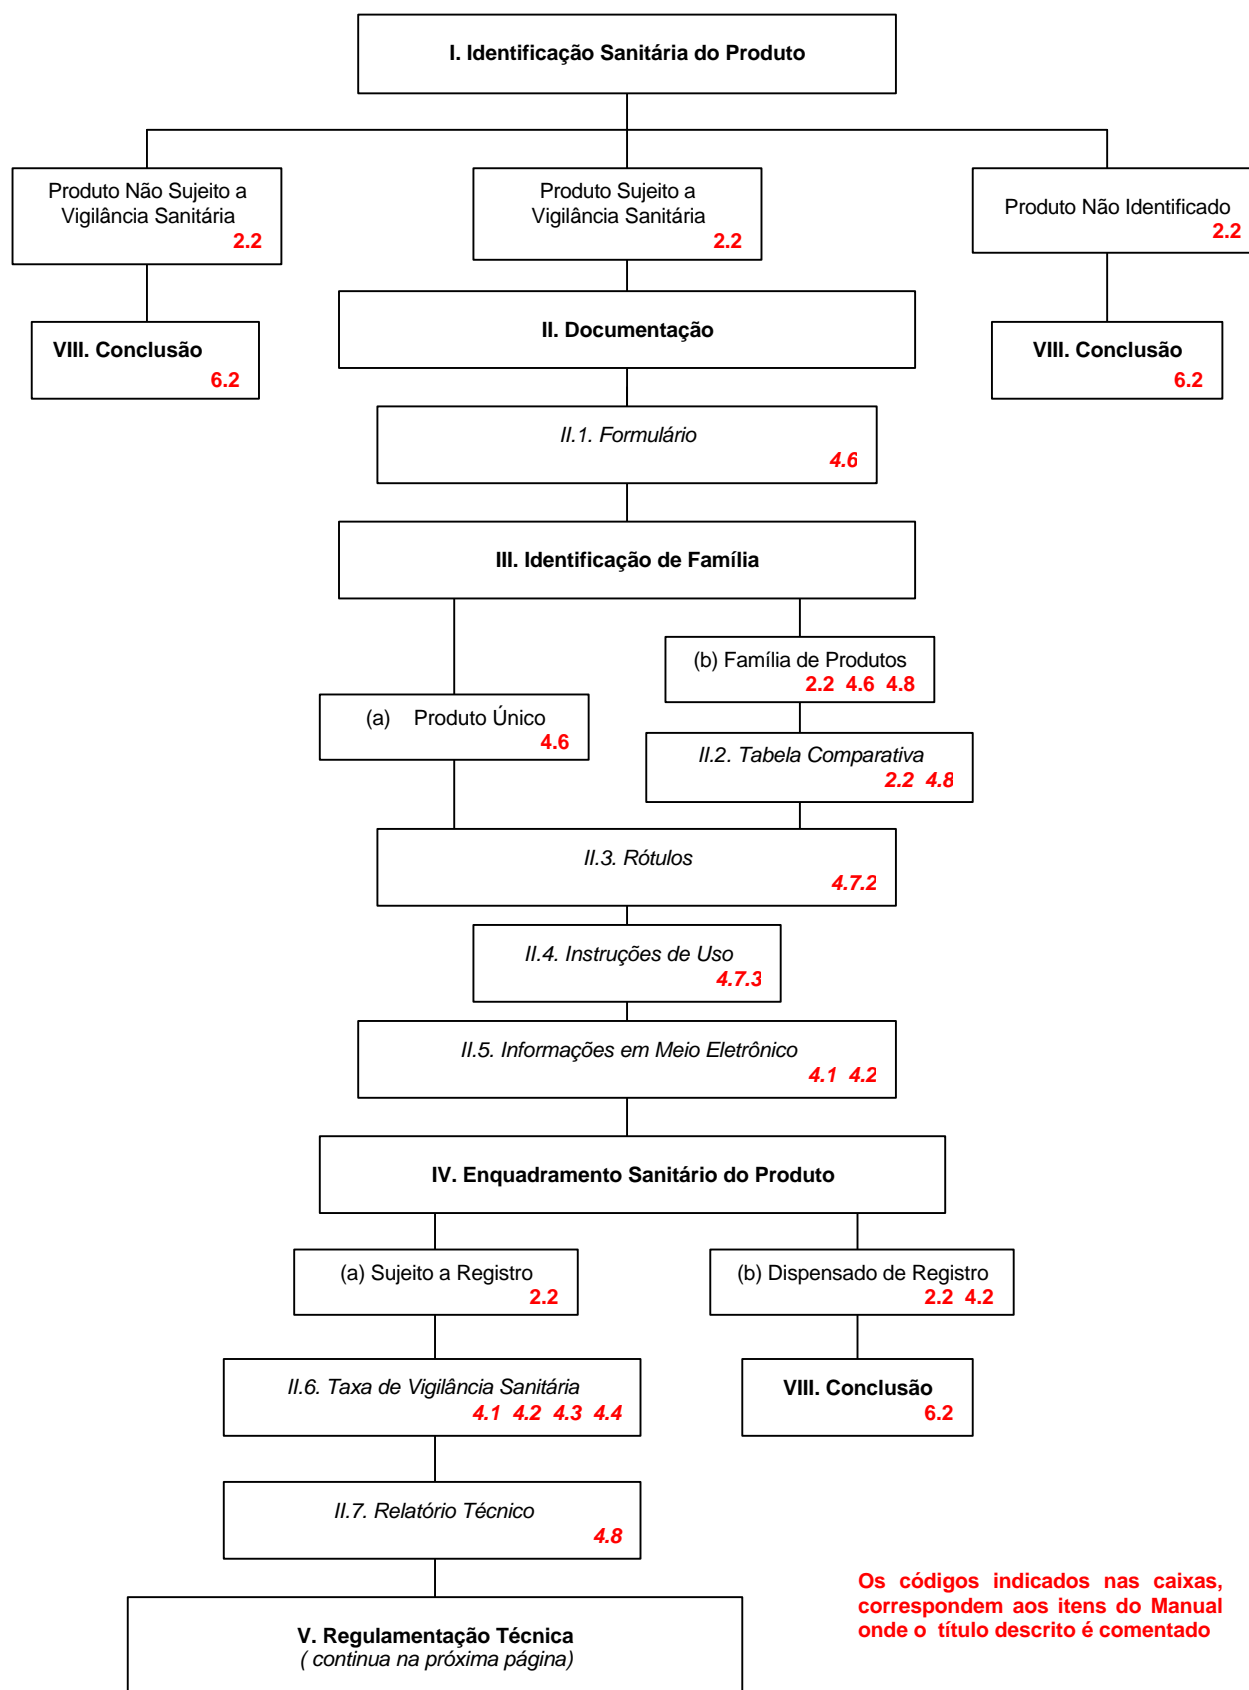 I. Identificação Sanitária do Produto
Produto Não Sujeito a
Vigilância Sanitária
2.2
Produto Sujeito a
Vigilância Sanitária
2.2
Produto Não Identificado
2.2
VIII. Conclusão
6.2
II. Documentação
VIII. Conclusão
6.2
II.1. Formulário
4.6
III. Identificação de Família
(b) Família de Produtos
2.2 4.6 4.8
(a) Produto Único
4.6
II.2. Tabela Comparativa
2.2 4.8
II.3. Rótulos
4.7.2
II.4. Instruções de Uso
4.7.3
II.5. Informações em Meio Eletrônico
4.1 4.2
IV. Enquadramento Sanitário do Produto
(a) Sujeito a Registro
2.2
(b) Dispensado de Registro
2.2 4.2
II.6. Taxa de Vigilância Sanitária
4.1 4.2 4.3 4.4
VIII. Conclusão
6.2
II.7. Relatório Técnico
4.8
Os códigos indicados nas caixas,
correspondem aos itens do Manual
onde o título descrito é comentado
V. Regulamentação Técnica
( continua na próxima página)